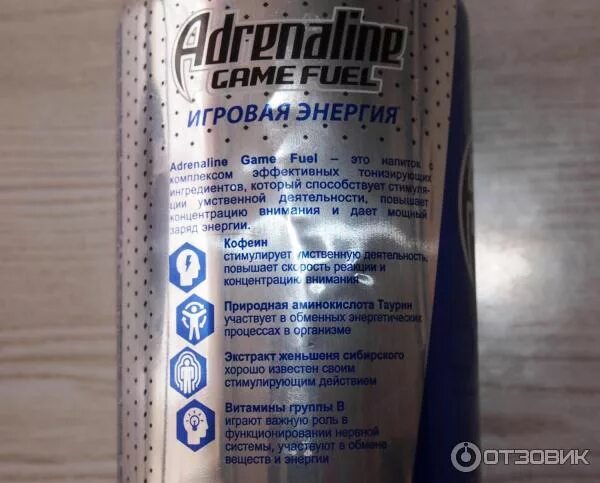 Adrenaline
GAME FUEL
ИГРОВАЯ ЭНЕРГИЯ
Adrenaline Game Fuel – это напиток с
комплексом эффективных тонизирующих
ингредиентов, который способствует стимуля-
ции умственной деятельности, повышает
концентрацию внимания и дает мощный
заряд энергии.
Кофеин
стимулирует умственную деятельность,
повышает скорость реакции и
концентрацию внимания
Природная аминокислота Таурин
участвует в обменных энергетических
процессах в организме
Экстракт женьшеня сибирского
хорошо известен своим
стимулирующим действием
Витамины группы В
играют важную роль в
функционировании нервной
системы, участвуют в обмене
веществ и энергии
ОТЗОВИК